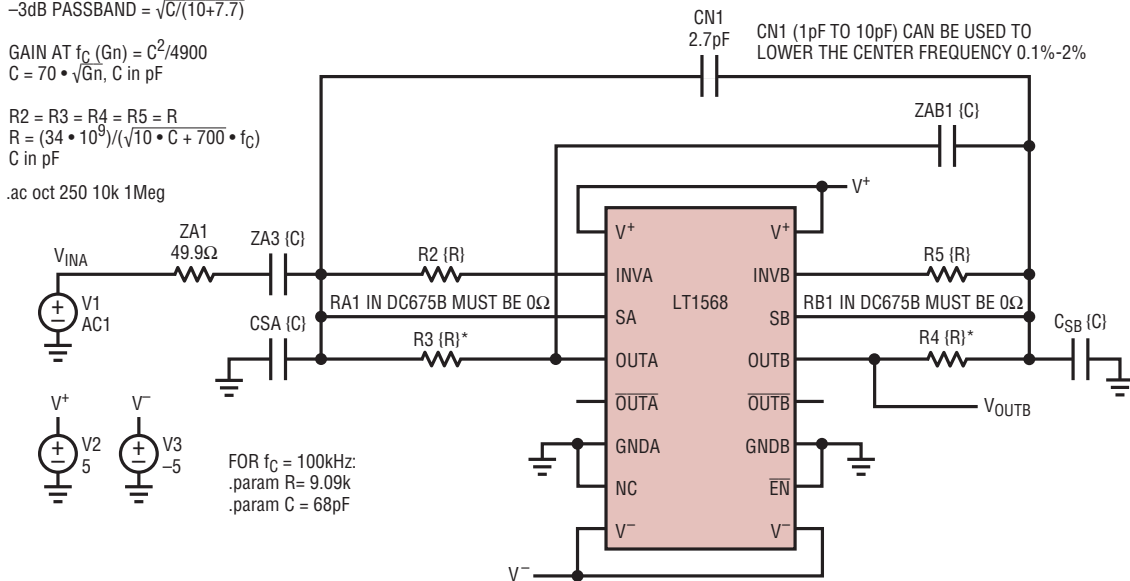 –3dB PASSBAND = √C/(10+7.7)
GAIN AT fC (Gn) = C²/4900
C = 70 • √Gn, C in pF
R2 = R3 = R4 = R5 = R
R = (34 • 10⁹)/(√10 • C + 700 • fC)
C in pF
.ac oct 250 10k 1Meg
CN1
2.7pF
CN1 (1pF TO 10pF) CAN BE USED TO
LOWER THE CENTER FREQUENCY 0.1%-2%
ZAB1 {C}
V⁺
ZA1
49.9Ω
ZA3 {C}
VINA
V1
AC1
R2 {R}
RA1 IN DC675B MUST BE 0Ω
CSA {C}
R3 {R}*
V⁺
V⁺
INVA
INVB
LT1568
SA
SB
OUTA
OUTB
O̅U̅T̅A̅
O̅U̅T̅B̅
GNDA
GNDB
NC
E̅N̅
V⁻
V⁻
R5 {R}
RB1 IN DC675B MUST BE 0Ω
R4 {R}*
CSB {C}
VOUTB
V⁺
V2
5
V⁻
V3
–5
FOR fC = 100kHz:
.param R= 9.09k
.param C = 68pF
V⁻